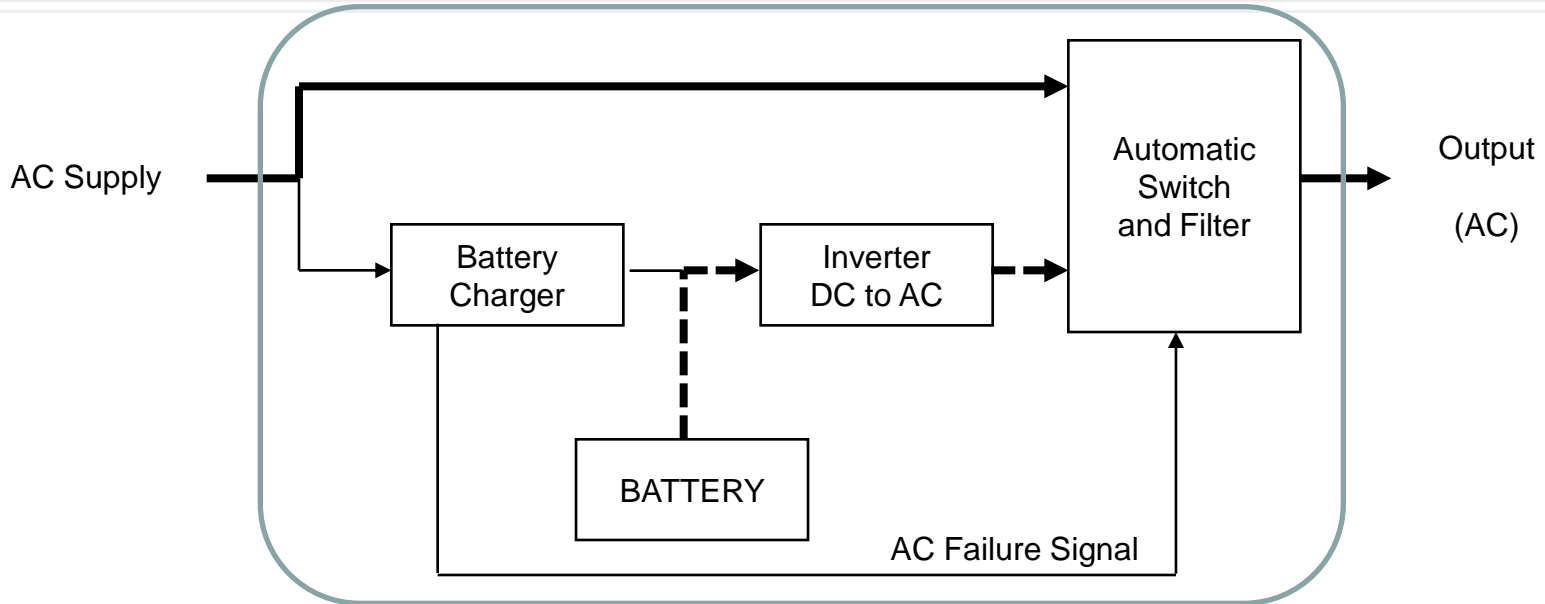 AC Supply
Battery
Charger
Inverter
DC to AC
Automatic
Switch
and Filter
Output
(AC)
BATTERY
AC Failure Signal